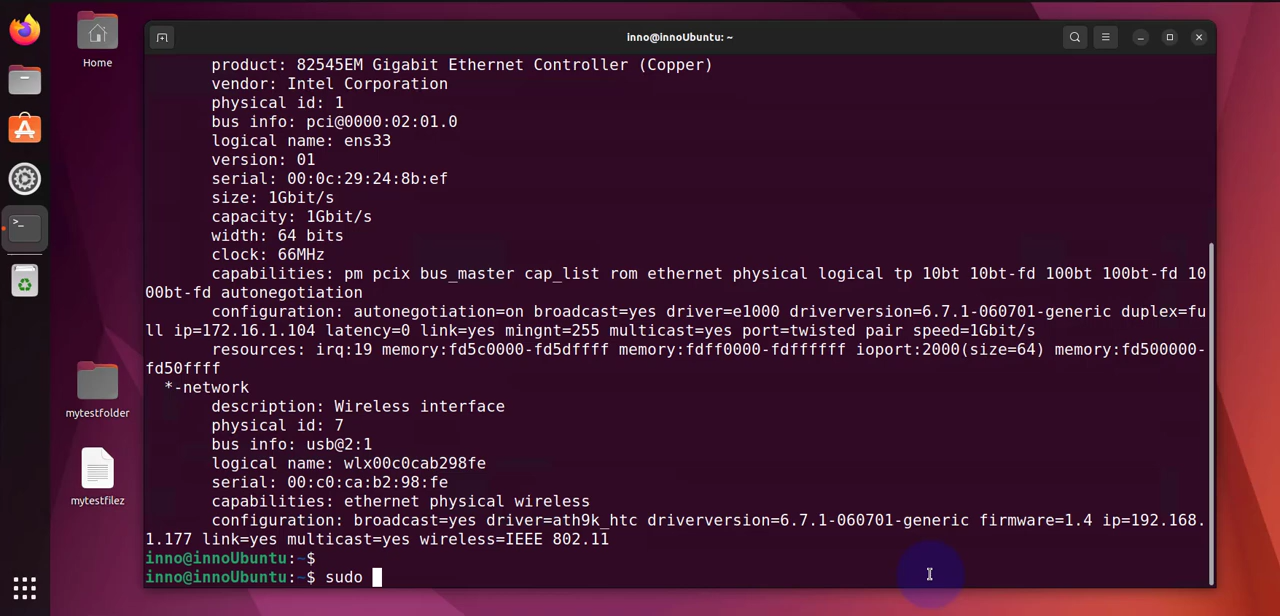 inno@innoUbuntu: ~
Home
product: 82545EM Gigabit Ethernet Controller (Copper)
vendor: Intel Corporation
physical id: 1
bus info: pci@0000:02:01.0
logical name: ens33
version: 01
serial: 00:0c:29:24:8b:ef
size: 1Gbit/s
capacity: 1Gbit/s
width: 64 bits
clock: 66MHz
capabilities: pm pcix bus_master cap_list rom ethernet physical logical tp 10bt 10bt-fd 100bt 100bt-fd 10
00bt-fd autonegotiation
configuration: autonegotiation=on broadcast=yes driver=e1000 driverversion=6.7.1-060701-generic duplex=fu
ll ip=172.16.1.104 latency=0 link=yes mingnt=255 multicast=yes port=twisted pair speed=1Gbit/s
resources: irq:19 memory:fd5c0000-fd5dffff memory:fdff0000-fdffffff ioport:2000(size=64) memory:fd500000-
fd50ffff
*-network
description: Wireless interface
physical id: 7
bus info: usb@2:1
logical name: wlx00c0cab298fe
serial: 00:c0:ca:b2:98:fe
capabilities: ethernet physical wireless
configuration: broadcast=yes driver=ath9k_htc driverversion=6.7.1-060701-generic firmware=1.4 ip=192.168.
1.177 link=yes multicast=yes wireless=IEEE 802.11
inno@innoUbuntu:~$
inno@innoUbuntu:~$ sudo
mytestfolder
mytestfilez